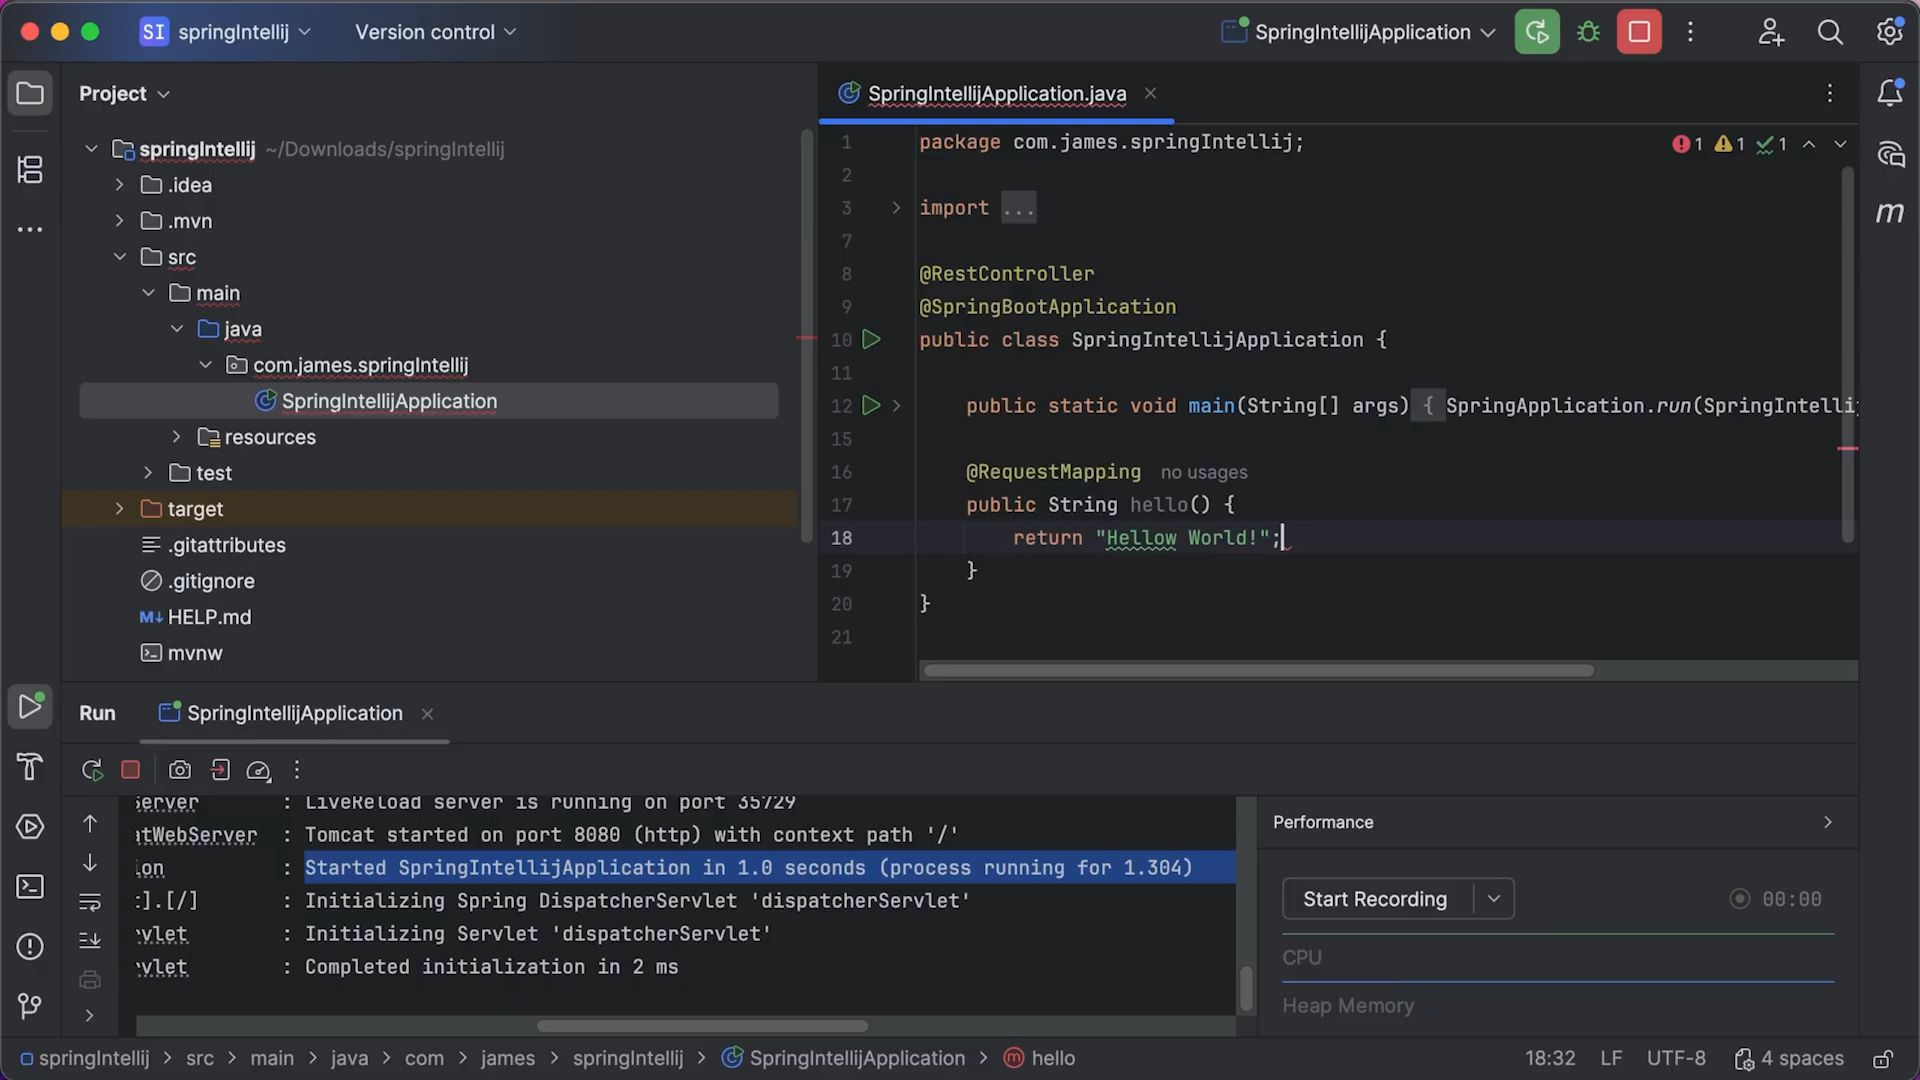 SI springIntellij
Version control
SpringIntellijApplication
Project
springIntellij ~/Downloads/springIntellij
.idea
.mvn
src
main
java
com.james.springIntellij
SpringIntellijApplication
resources
test
target
.gitattributes
.gitignore
M↓ HELP.md
mvnw
SpringIntellijApplication.java
1 package com.james.springIntellij;
1 1 1
2
3 import ...
7
8 @RestController
9 @SpringBootApplication
10 public class SpringIntellijApplication {
11
12 public static void main(String[] args) { SpringApplication.run(SpringIntellij
15
16 @RequestMapping no usages
17 public String hello() {
18 return "Hellow World!";
19 }
20 }
21
m
Run SpringIntellijApplication
Server : LiveReload server is running on port 35729
atWebServer : Tomcat started on port 8080 (http) with context path '/'
ion : Started SpringIntellijApplication in 1.0 seconds (process running for 1.304)
].[/] : Initializing Spring DispatcherServlet 'dispatcherServlet'
vlet : Initializing Servlet 'dispatcherServlet'
vlet : Completed initialization in 2 ms
Performance
Start Recording
00:00
CPU
Heap Memory
springIntellij > src > main > java > com > james > springIntellij > SpringIntellijApplication > m hello
18:32 LF UTF-8 4 spaces